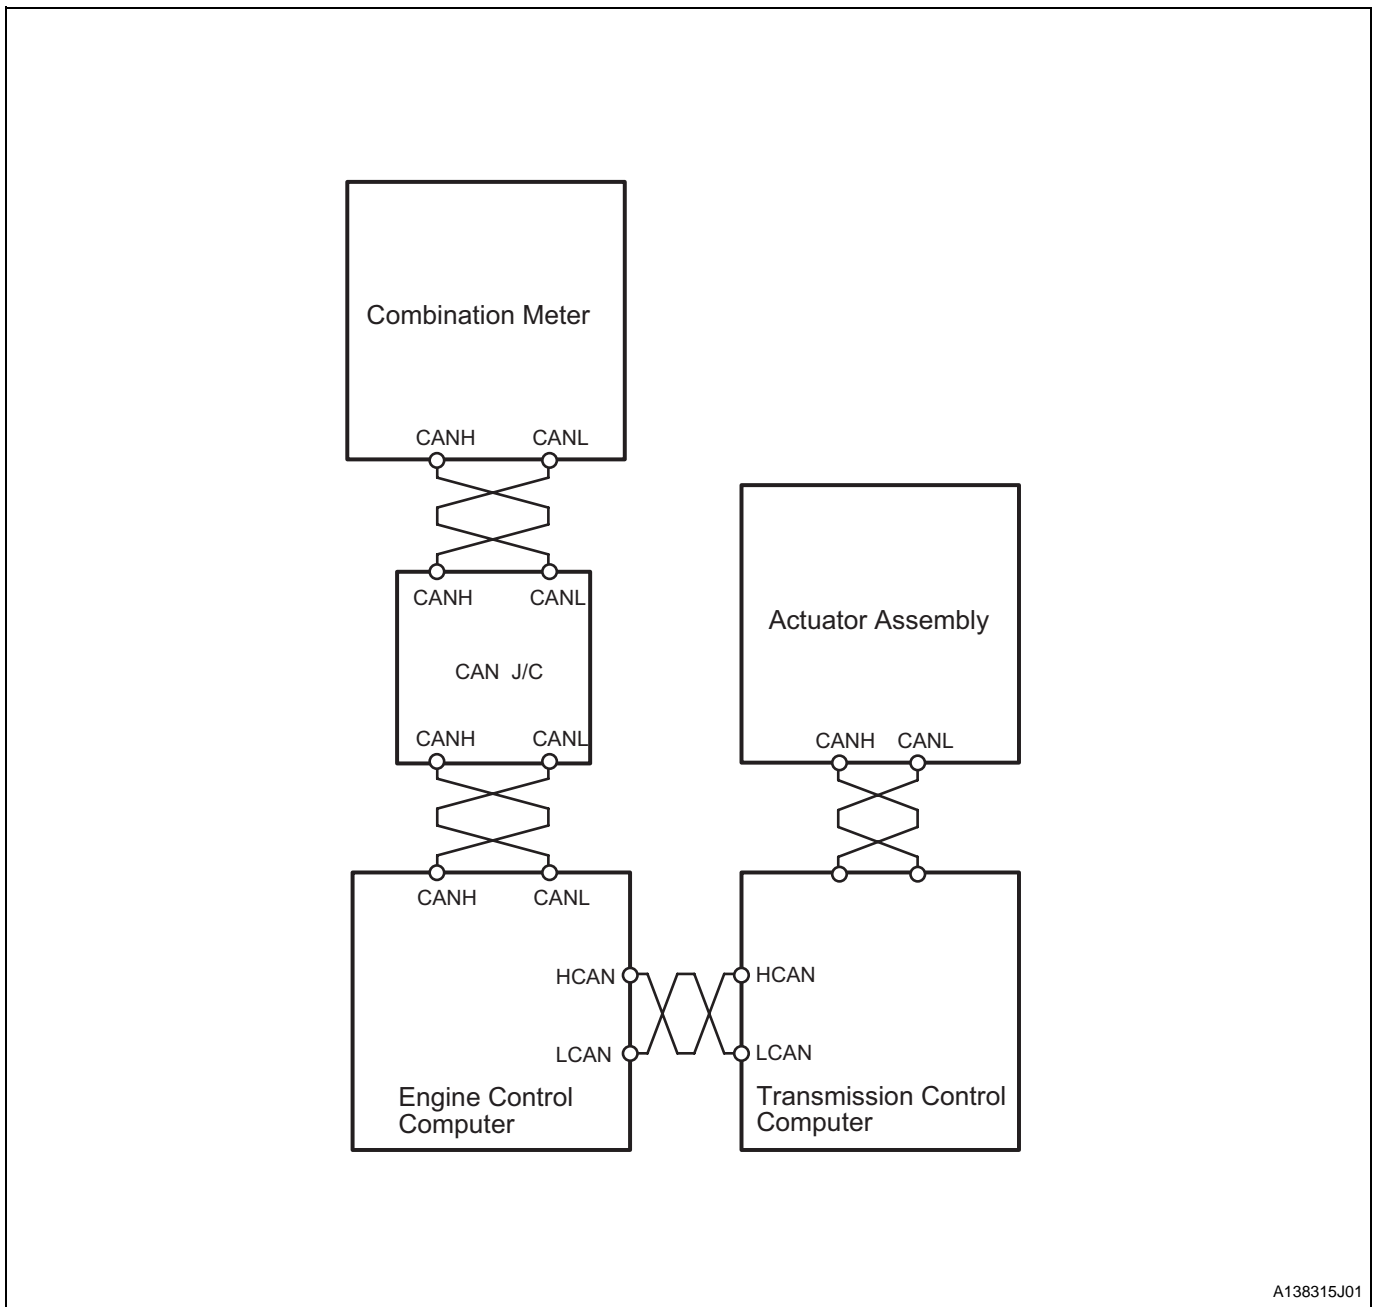 Combination Meter
CANH CANL
CANH CANL
CAN J/C
CANH CANL
CANH CANL
HCAN
LCAN
Engine Control
Computer
Actuator Assembly
CANH CANL
HCAN
LCAN
Transmission Control
Computer
A138315J01